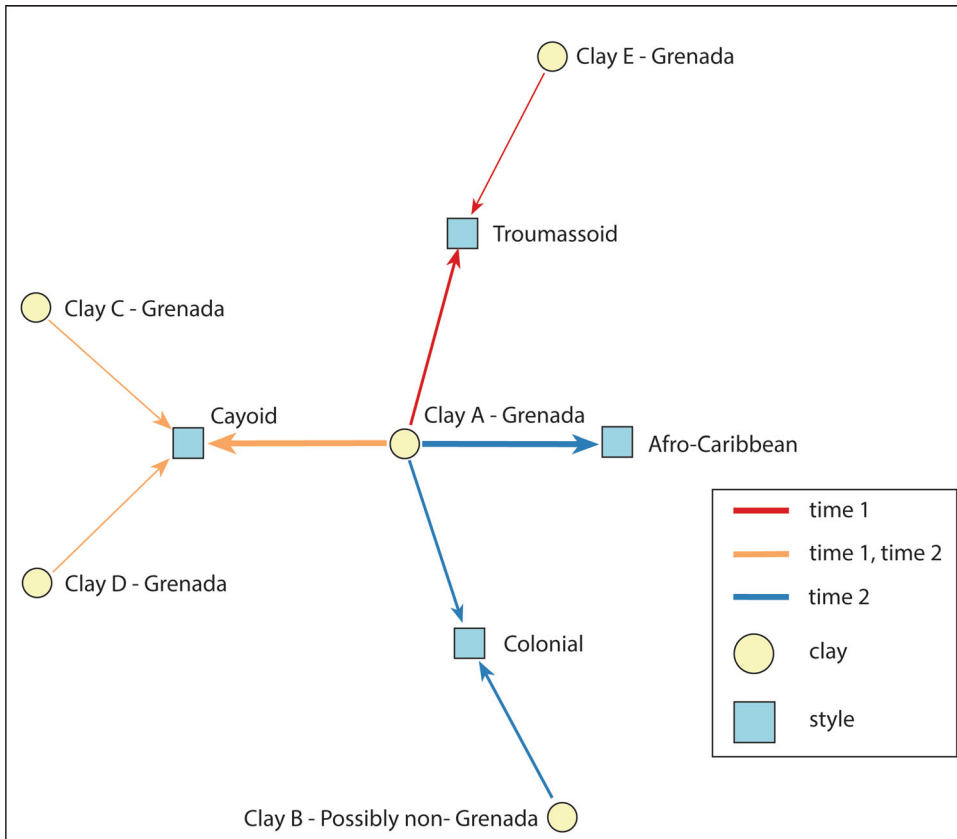 Clay E - Grenada
Troumassoid
Clay C - Grenada
Cayoid
Clay A - Grenada
Afro-Caribbean
Clay D - Grenada
Colonial
Clay B - Possibly non- Grenada
time 1
time 1, time 2
time 2
clay
style